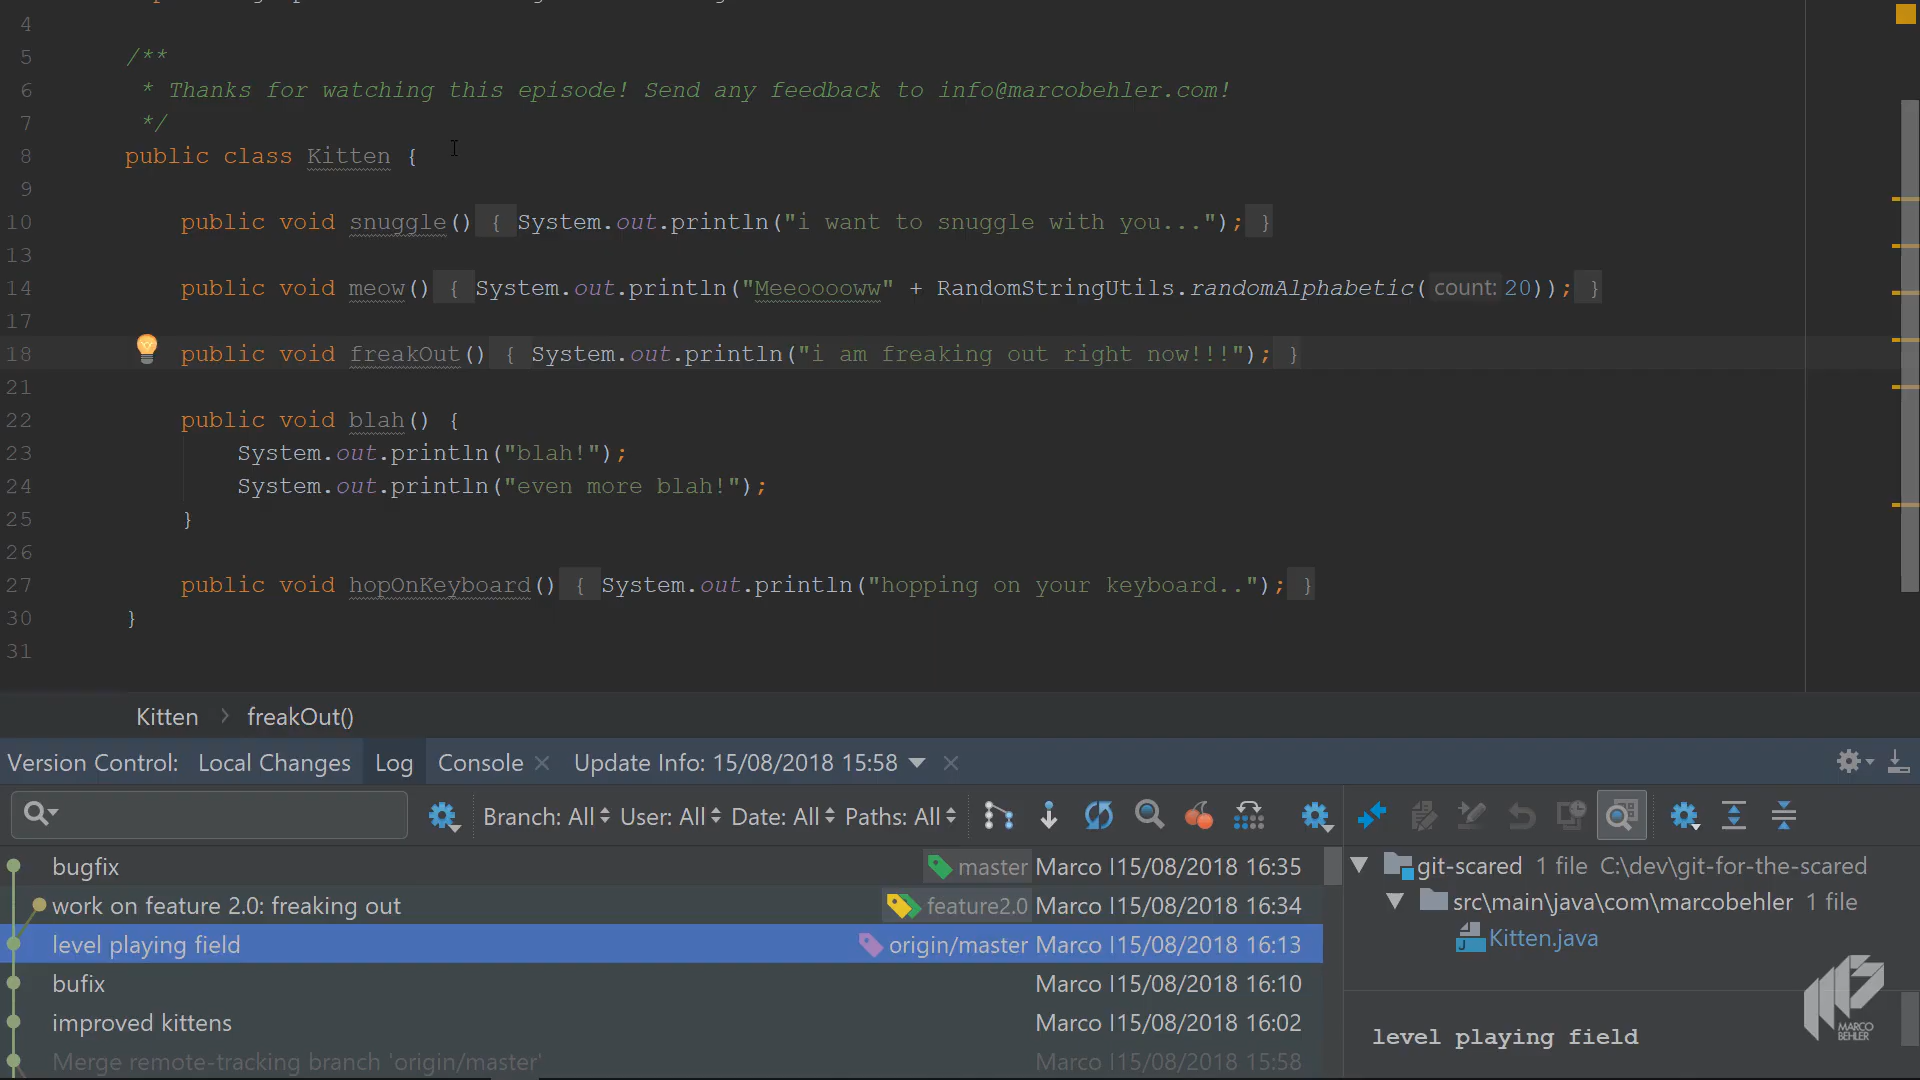 4
5 /**
6 * Thanks for watching this episode! Send any feedback to info@marcobehler.com!
7 */
8 public class Kitten {
9
10 public void snuggle() { System.out.println("i want to snuggle with you..."); }
13
14 public void meow() { System.out.println("Meeooooww" + RandomStringUtils.randomAlphabetic( count: 20)); }
17
18 public void freakOut() { System.out.println("i am freaking out right now!!!"); }
21
22 public void blah() {
23 System.out.println("blah!");
24 System.out.println("even more blah!");
25 }
26
27 public void hopOnKeyboard() { System.out.println("hopping on your keyboard.."); }
30 }
31
Kitten > freakOut()
Version Control: Local Changes Log Console Update Info: 15/08/2018 15:58
Branch: All User: All Date: All Paths: All
bugfix master Marco 15/08/2018 16:35
work on feature 2.0: freaking out feature2.0 Marco 15/08/2018 16:34
level playing field origin/master Marco 15/08/2018 16:13
bufix Marco 15/08/2018 16:10
improved kittens Marco 15/08/2018 16:02
Merge remote-tracking branch 'origin/master' Marco 15/08/2018 15:58
git-scared 1 file C:\dev\git-for-the-scared
src\main\java\com\marcobehler 1 file
Kitten.java
level playing field
MARCO
BEHLER